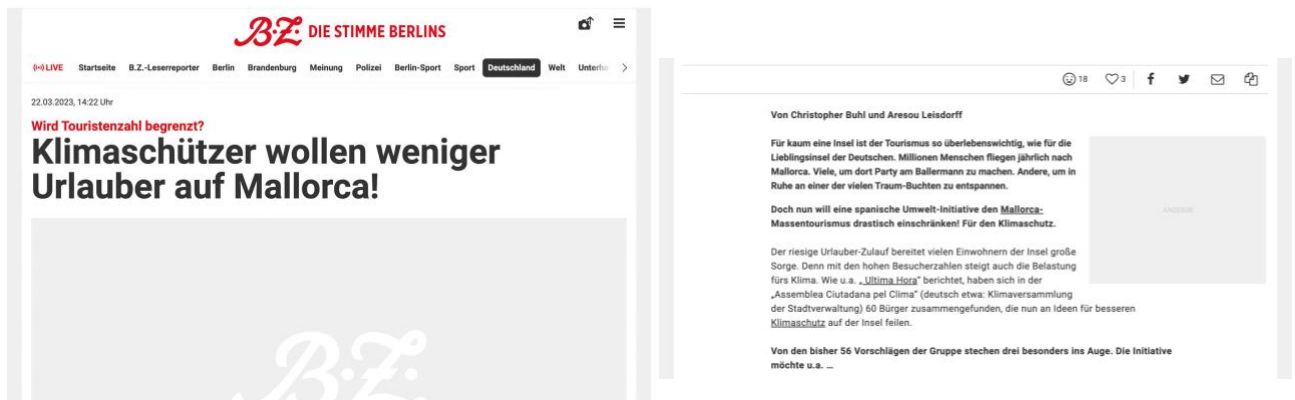 B.Z. DIE STIMME BERLINS
LIVE Startseite B.Z.-Leserreporter Berlin Brandenburg Meinung Polizei Berlin-Sport Sport Deutschland Welt
22.03.2023, 14:22 Uhr
Wird Touristenzahl begrenzt?
Klimaschützer wollen weniger
Urlauber auf Mallorca!
B.Z.
18 3
Von Christopher Buhl und Aresou Leisdorff
Für kaum eine Insel ist der Tourismus so überlebenswichtig, wie für die
Lieblingsinsel der Deutschen. Millionen Menschen fliegen jährlich nach
Mallorca. Viele, um dort Party am Ballermann zu machen. Andere, um in
Ruhe an einer der vielen Traum-Buchten zu entspannen.
Doch nun will eine spanische Umwelt-Initiative den Mallorca-
Massentourismus drastisch einschränken! Für den Klimaschutz.
ANZEIGE
Der riesige Urlauber-Zulauf bereitet vielen Einwohnern der Insel große
Sorge. Denn mit den hohen Besucherzahlen steigt auch die Belastung
fürs Klima. Wie u.a. „Ultima Hora" berichtet, haben sich in der
„Assemblea Ciutadana pel Clima" (deutsch etwa: Klimaversammlung
der Stadtverwaltung) 60 Bürger zusammengefunden, die nun an Ideen für besseren
Klimaschutz auf der Insel feilen.
Von den bisher 56 Vorschlägen der Gruppe stechen drei besonders ins Auge. Die Initiative
möchte u.a. …